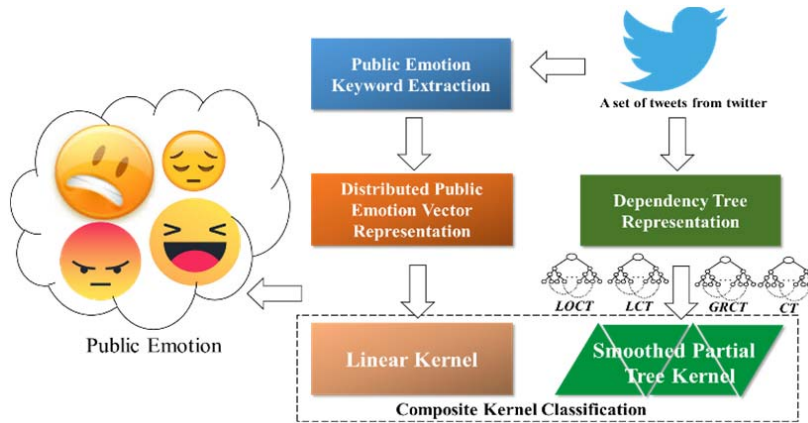 Public Emotion
Keyword Extraction
A set of tweets from twitter
Distributed Public
Emotion Vector
Representation
Dependency Tree
Representation
LOCT
LCT
GRCT
CT
Public Emotion
Linear Kernel
Smoothed Partial
Tree Kernel
Composite Kernel Classification